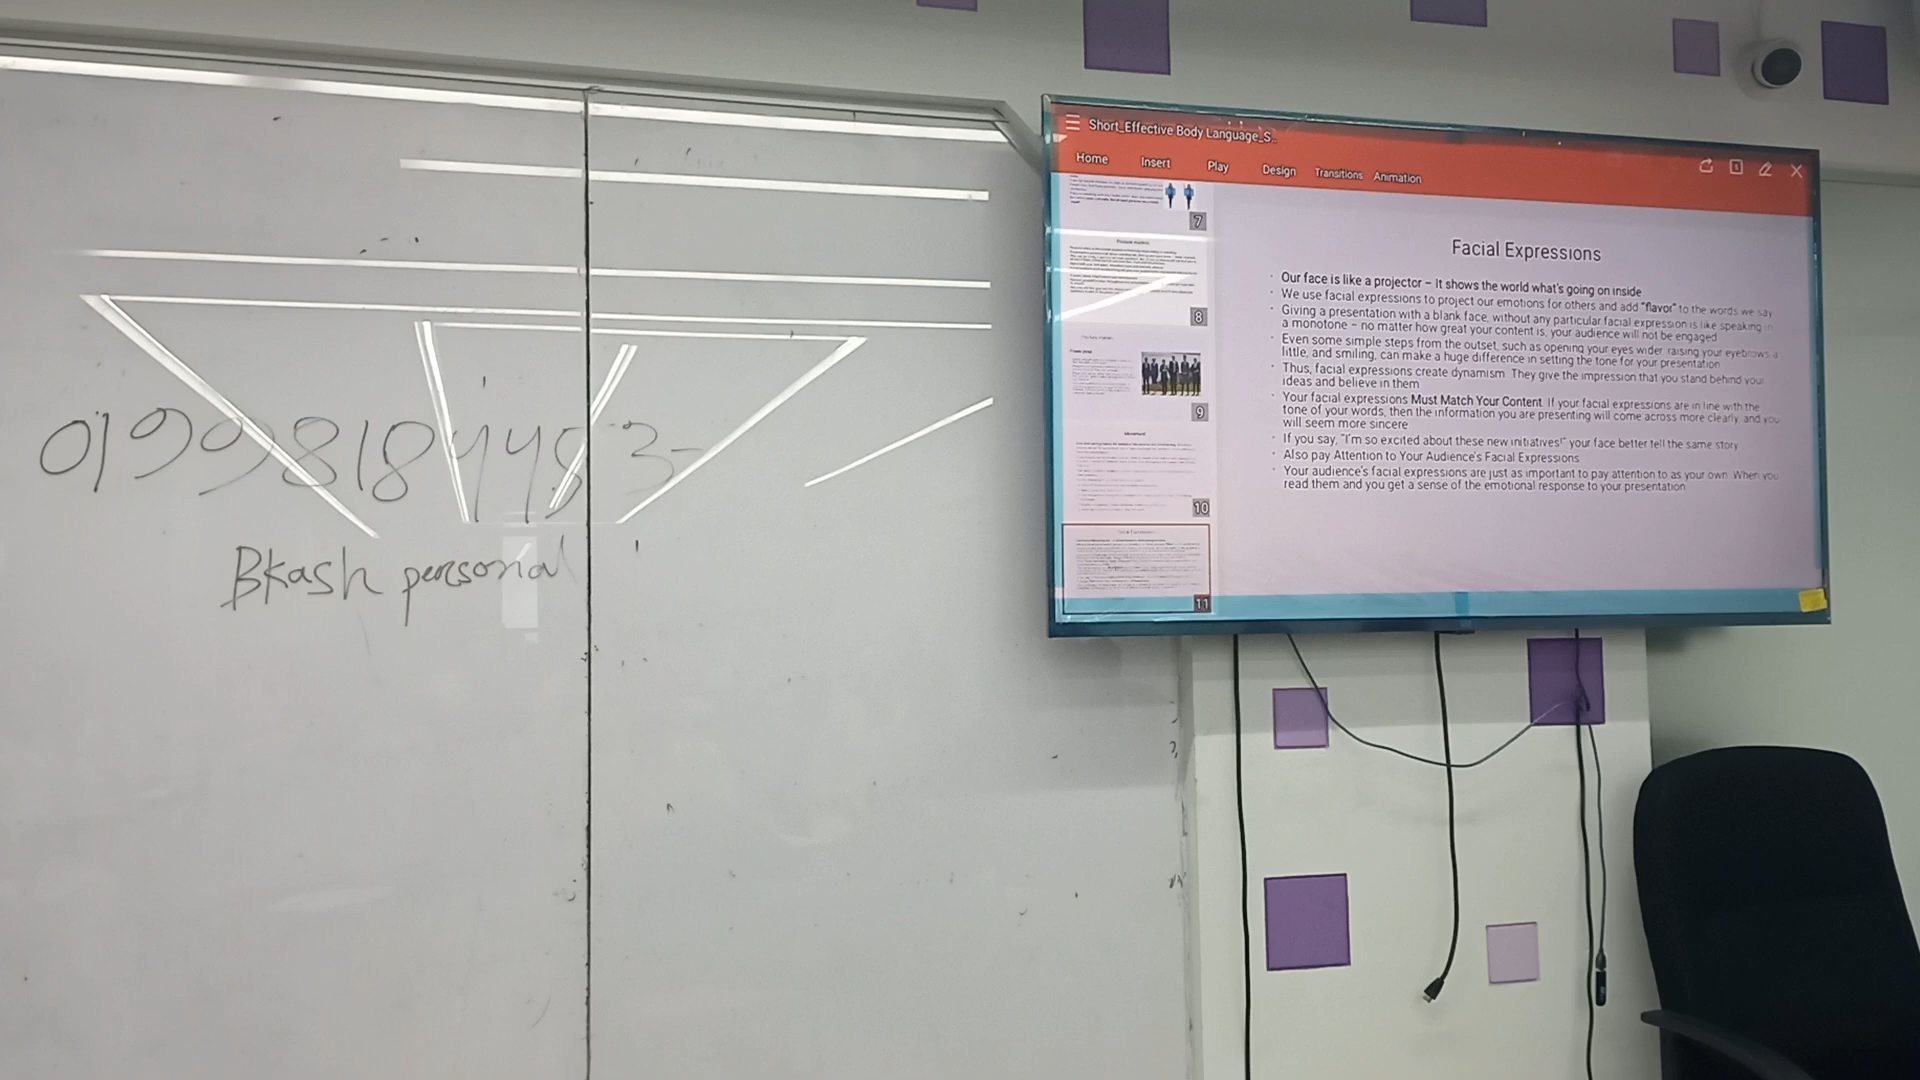 Bkash personal
Short_Effective Body Language_S..
Home Insert Play Design Transitions Animation
7
8
9
10
11
Facial Expressions
Our face is like a projector – it shows the world what's going on inside
We use facial expressions to project our emotions for others and add "flavor" to the words we say
Giving a presentation with a blank face, without any particular facial expression is like speaking in
a monotone – no matter how great your content is, your audience will not be engaged
Even some simple steps from the outset, such as opening your eyes wider raising your eyebrows a
little, and smiling, can make a huge difference in setting the tone for your presentation
Thus, facial expressions create dynamism. They give the impression that you stand behind your
ideas and believe in them
Your facial expressions Must Match Your Content. If your facial expressions are in line with the
tone of your words, then the information you are presenting will come across more clearly, and you
will seem more sincere
If you say, "I'm so excited about these new initiatives!" your face better tell the same story
Also pay Attention to Your Audience's Facial Expressions
Your audience's facial expressions are just as important to pay attention to as your own. When you
read them and you get a sense of the emotional response to your presentation